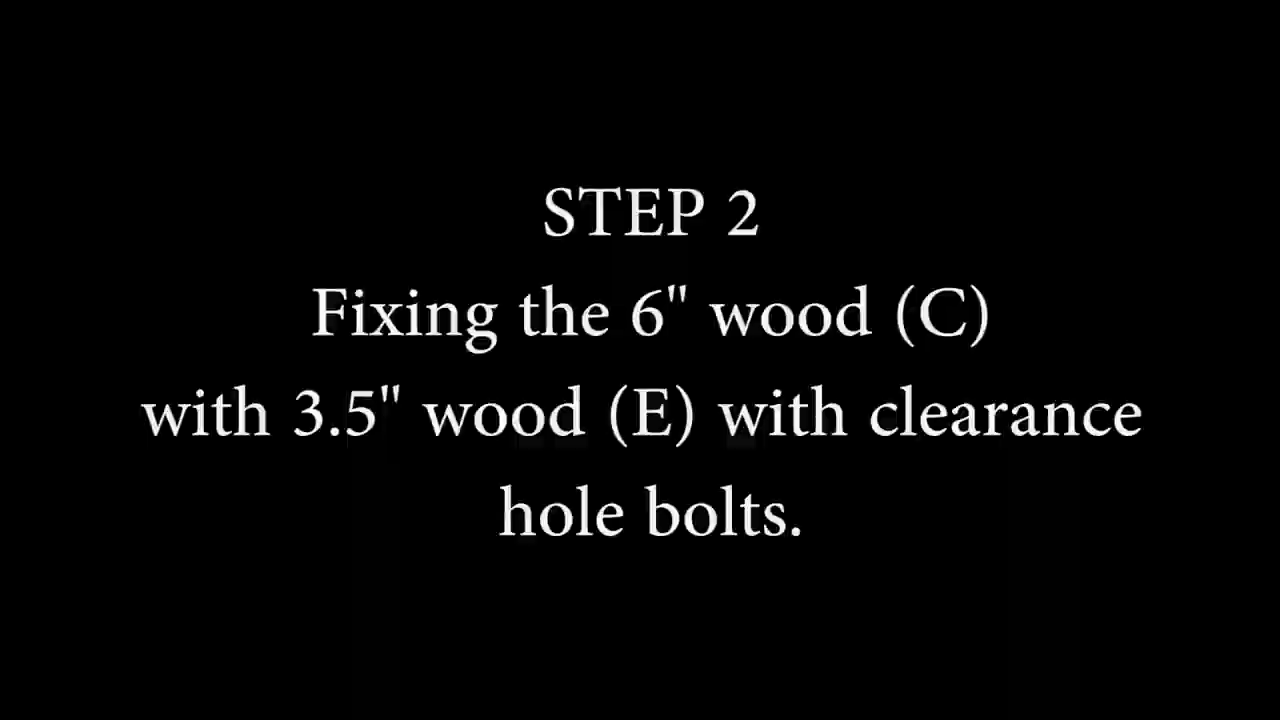 STEP 2
Fixing the 6" wood (C)
with 3.5" wood (E) with clearance
hole bolts.